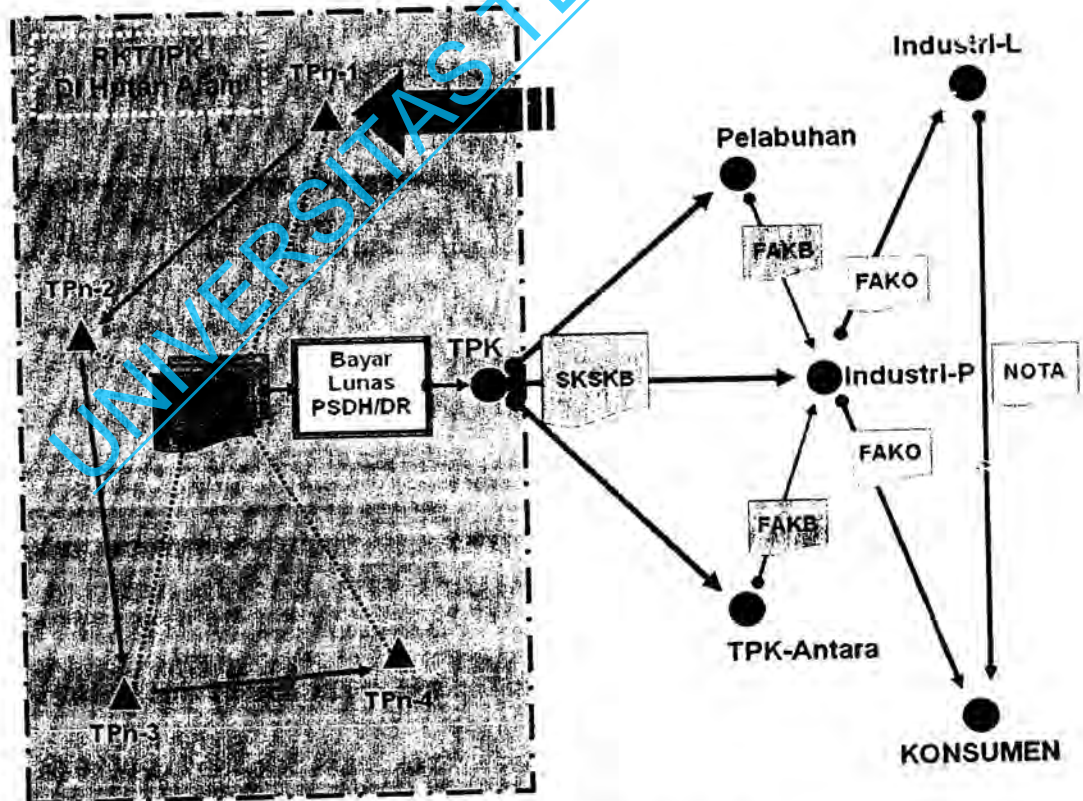 RKT/IPK
Di Hutan Alam
TPn-1
UNIVERSITAS TE
Industri-L
Pelabuhan
FAKB
FAKO
TPn-2
Bayar
Lunas
PSDH/DR
TPK
SKSKB
Industri-P
NOTA
FAKO
FAKB
TPK-Antara
TPn-3
TPn-4
KONSUMEN